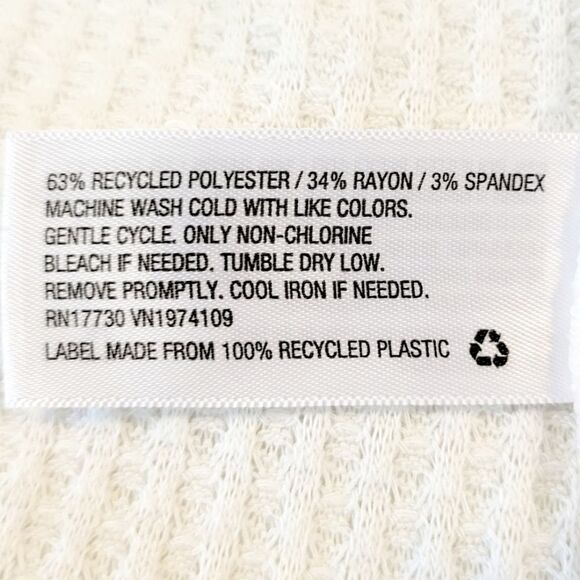 63% RECYCLED POLYESTER / 34% RAYON / 3% SPANDEX
MACHINE WASH COLD WITH LIKE COLORS.
GENTLE CYCLE. ONLY NON-CHLORINE
BLEACH IF NEEDED. TUMBLE DRY LOW.
REMOVE PROMPTLY. COOL IRON IF NEEDED.
RN17730 VN1974109
LABEL MADE FROM 100% RECYCLED PLASTIC